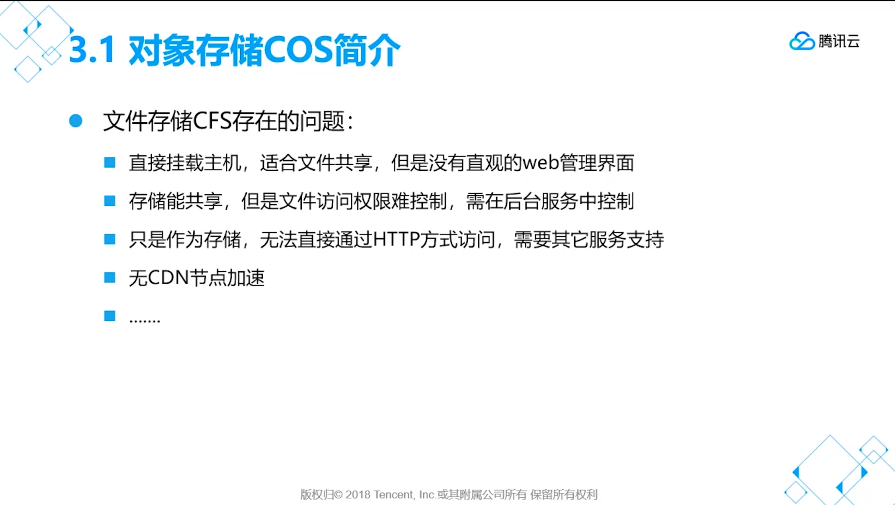 3.1 对象存储COS简介
腾讯云
文件存储CFS存在的问题：
直接挂载主机，适合文件共享，但是没有直观的web管理界面
存储能共享，但是文件访问权限难控制，需在后台服务中控制
只是作为存储，无法直接通过HTTP方式访问，需要其它服务支持
无CDN节点加速
.......
版权归© 2018 Tencent, Inc.或其附属公司所有 保留所有权利